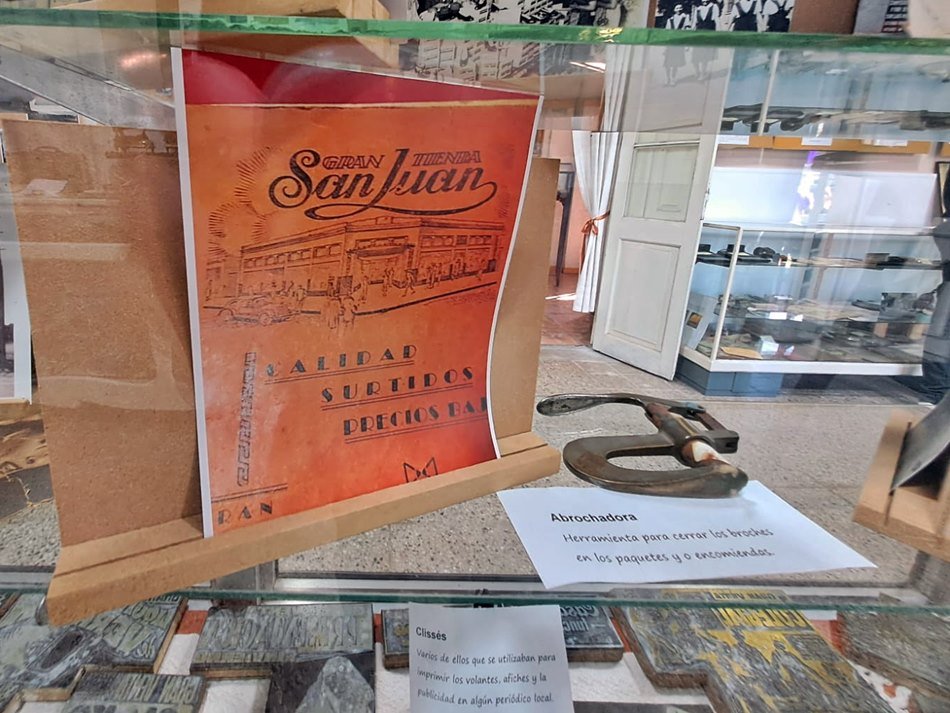 GRAN TIENDA
San Juan
CALIDAD
SURTIDOS
PRECIOS BAJ
RAN
Abrochadora
Herramienta para cerrar los broches
en los paquetes y o encomiendas.
Clissés
Varios de ellos que se utilizaban para
imprimir los volantes, afiches y la
publicidad en algún periódico local.